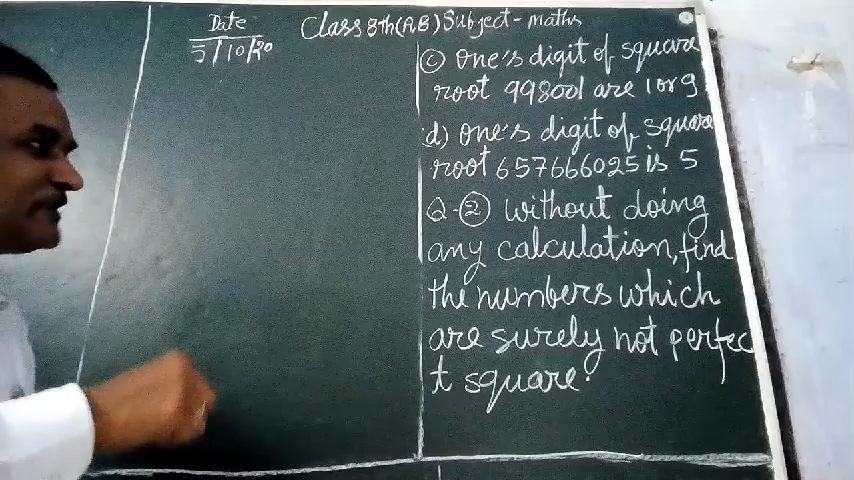 Date
5/10/20
Class 8th(A,B) Subject - maths
(c) One's digit of square
root 998001 are 1 or 9
d) One's digit of square
root 657666025 is 5
Q-(2) without doing
any calculation, find
the numbers which
are surely not perfec
t square.